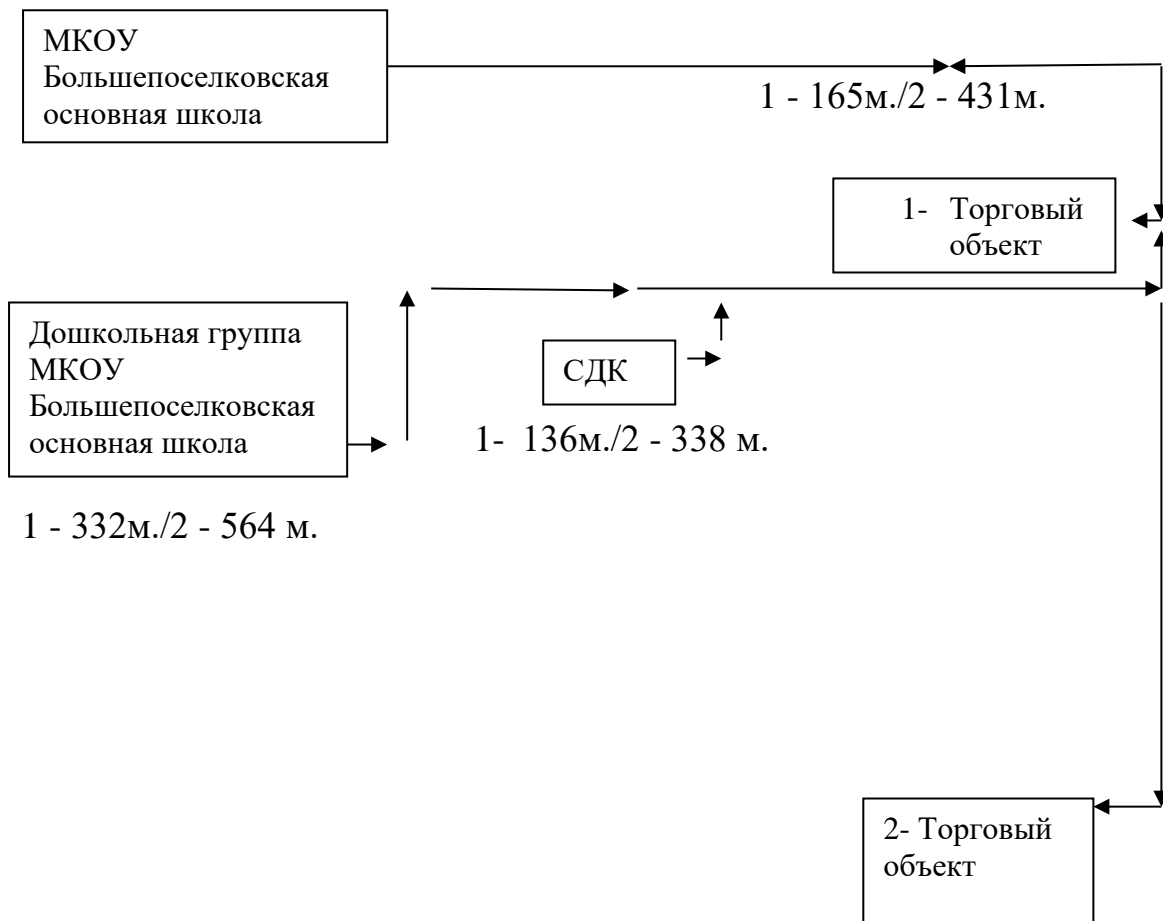 МКОУ
Большепоселковская
основная школа
1 - 165м./2 - 431м.
1- Торговый
объект
Дошкольная группа
МКОУ
Большепоселковская
основная школа
СДК
1- 136м./2 - 338 м.
1 - 332м./2 - 564 м.
2- Торговый
объект